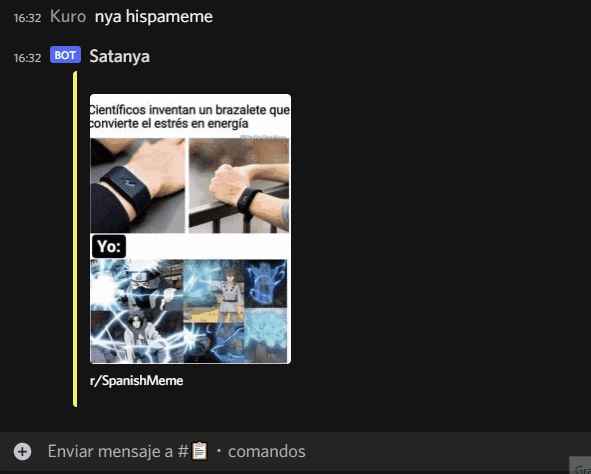 16:32 Kuro nya hispameme
16:32 BOT Satanya
Científicos inventan un brazalete que
convierte el estrés en energía
Yo:
r/SpanishMeme
Enviar mensaje a #📋・comandos